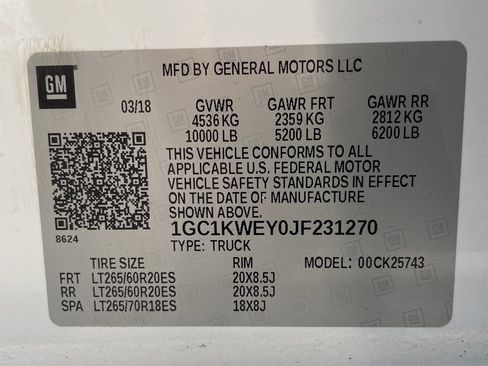 GM
MFD BY GENERAL MOTORS LLC
03/18 GVWR GAWR FRT GAWR RR
4536 KG 2359 KG 2812 KG
10000 LB 5200 LB 6200 LB
THIS VEHICLE CONFORMS TO ALL
APPLICABLE U.S. FEDERAL MOTOR
VEHICLE SAFETY STANDARDS IN EFFECT
ON THE DATE OF MANUFACTURE
SHOWN ABOVE.
1GC1KWEY0JF231270
8624
TYPE: TRUCK
TIRE SIZE RIM MODEL: 00CK25743
FRT LT265/60R20ES 20X8.5J
RR LT265/60R20ES 20X8.5J
SPA LT265/70R18ES 18X8J